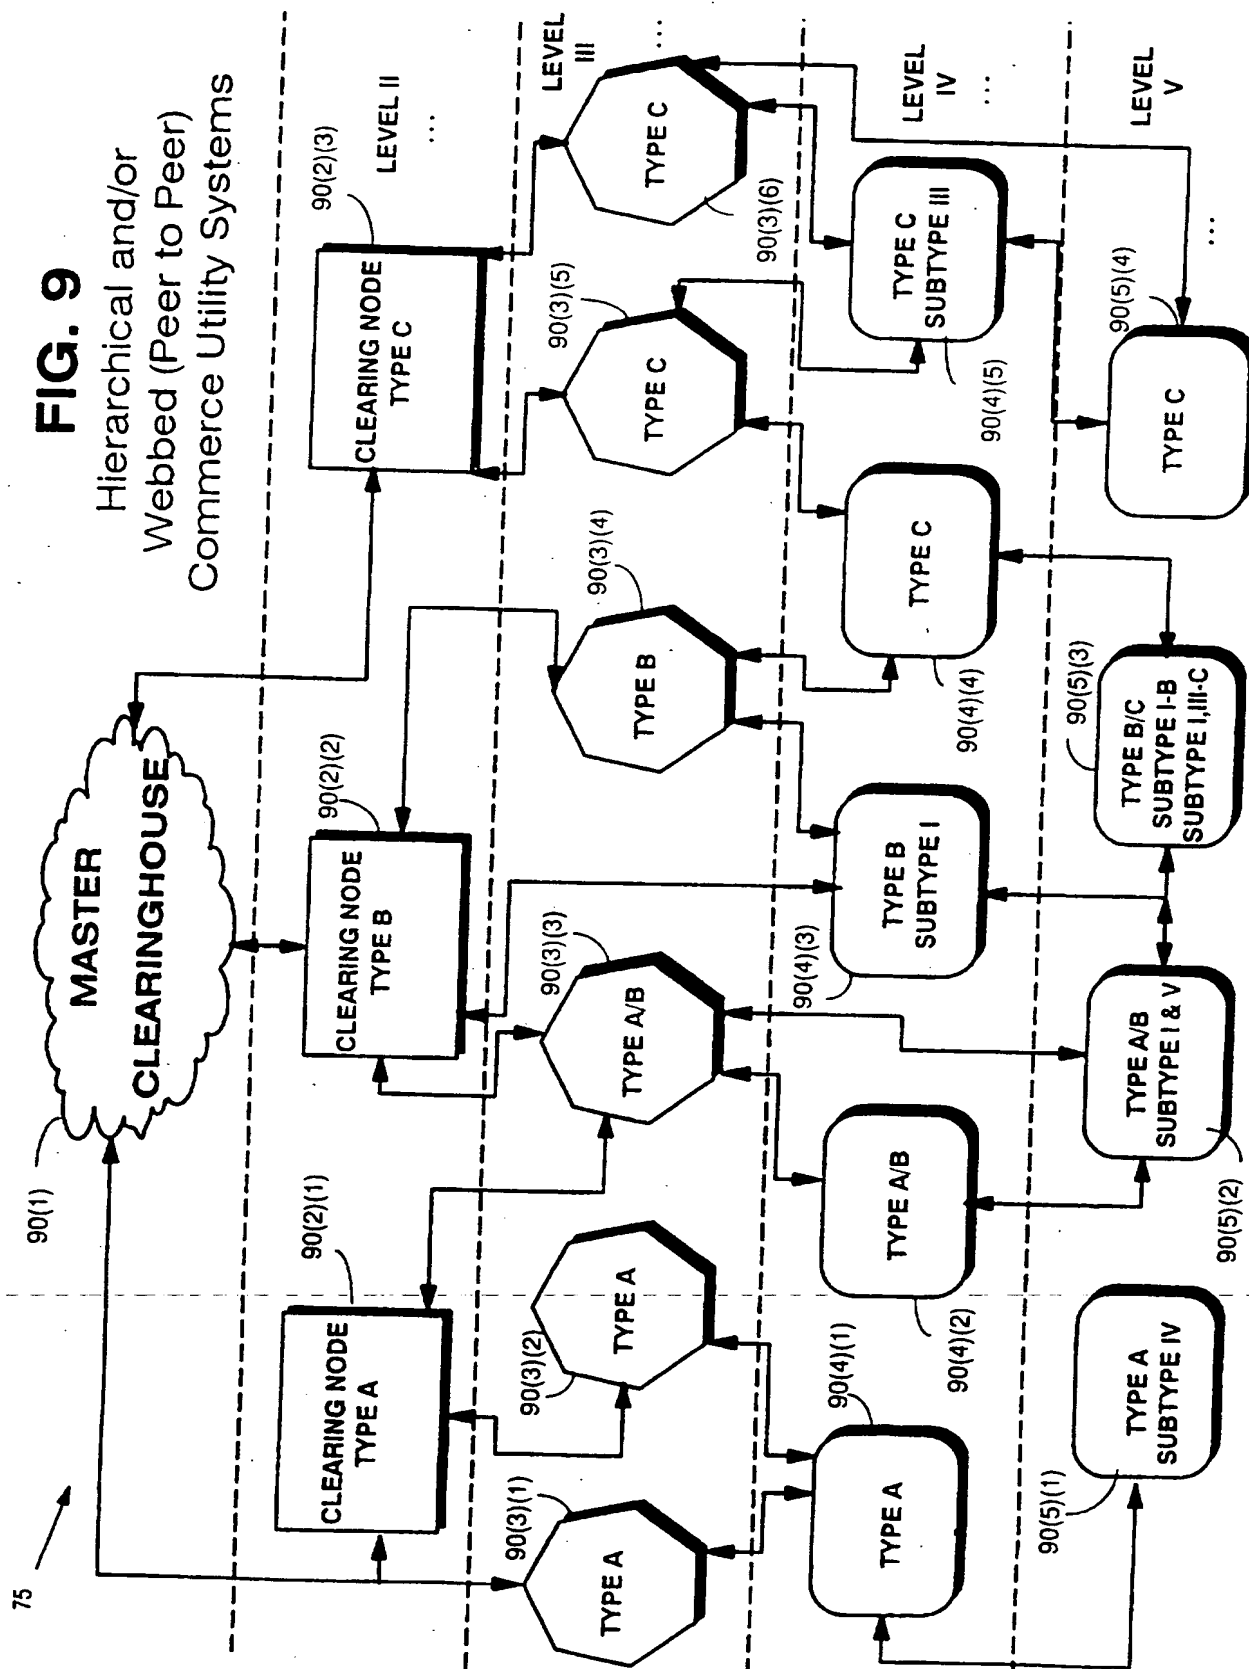 FIG. 9
Hierarchical and/or
Webbed (Peer to Peer)
Commerce Utility Systems
75
90(1)
MASTER
CLEARINGHOUSE
LEVEL II
...
90(2)(1)
CLEARING NODE
TYPE A
90(2)(2)
CLEARING NODE
TYPE B
90(2)(3)
CLEARING NODE
TYPE C
LEVEL
III
...
90(3)(1)
TYPE A
90(3)(2)
TYPE A
90(3)(3)
TYPE A/B
90(3)(4)
TYPE B
90(3)(5)
TYPE C
90(3)(6)
TYPE C
LEVEL
IV
...
90(4)(1)
TYPE A
90(4)(2)
TYPE A/B
90(4)(3)
TYPE B
SUBTYPE I
90(4)(4)
TYPE C
90(4)(5)
TYPE C
SUBTYPE III
LEVEL
V
...
90(5)(1)
TYPE A
SUBTYPE IV
90(5)(2)
TYPE A/B
SUBTYPE I & V
90(5)(3)
TYPE B/C
SUBTYPE I-B
SUBTYPE I,III-C
90(5)(4)
TYPE C